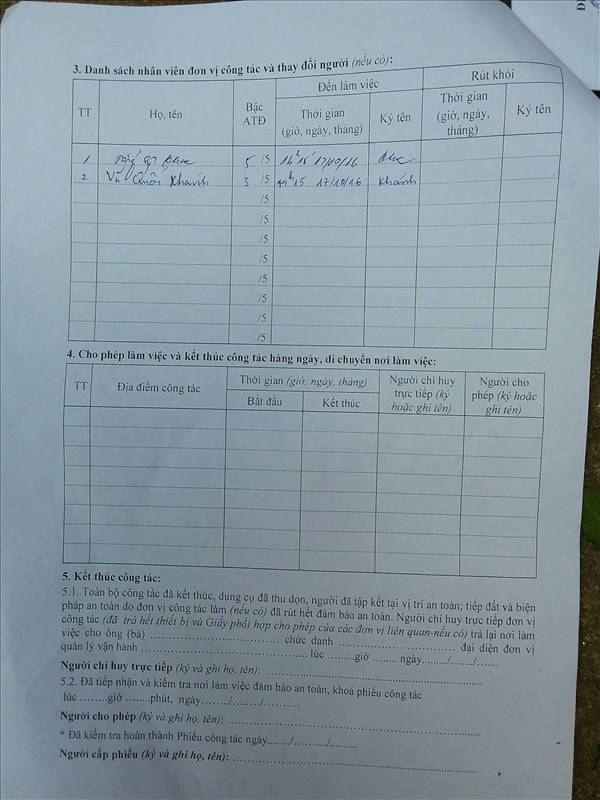 3. Danh sách nhân viên đơn vị công tác và thay đổi người (nếu có):
TT Họ, tên Bậc ATĐ Đến làm việc Rút khỏi
Thời gian (giờ, ngày, tháng) Ký tên Thời gian (giờ, ngày, tháng) Ký tên
1 5 /5 14h15' 17/10/16
2 Vũ Quốc Khánh 3 /5 14h15 17/10/16 Khánh
/5
/5
/5
/5
/5
/5
/5
/5
4. Cho phép làm việc và kết thúc công tác hàng ngày, di chuyển nơi làm việc:
TT Địa điểm công tác Thời gian (giờ, ngày, tháng) Người chỉ huy trực tiếp (ký hoặc ghi tên) Người cho phép (ký hoặc ghi tên)
Bắt đầu Kết thúc
5. Kết thúc công tác:
5.1. Toàn bộ công tác đã kết thúc, dụng cụ đã thu dọn, người đã tập kết tại vị trí an toàn; tiếp đất và biện
pháp an toàn do đơn vị công tác làm (nếu có) đã rút hết đảm bảo an toàn. Người chỉ huy trực tiếp đơn vị
công tác (đã trả hết thiết bị và Giấy phối hợp cho phép của các đơn vị liên quan-nếu có) trả lại nơi làm
việc cho ông (bà) .............................. chức danh .............................. đại diện đơn vị
quản lý vận hành .............................. lúc .........giờ ........ ngày........./......../.......
Người chỉ huy trực tiếp (ký và ghi họ, tên): ..............................
5.2. Đã tiếp nhận và kiểm tra nơi làm việc đảm bảo an toàn, khoá phiếu công tác
lúc ........giờ ........phút, ngày......../......../.........
Người cho phép (ký và ghi họ, tên): ..............................
* Đã kiểm tra hoàn thành Phiếu công tác ngày......./........../.........
Người cấp phiếu (ký và ghi họ, tên): ..............................